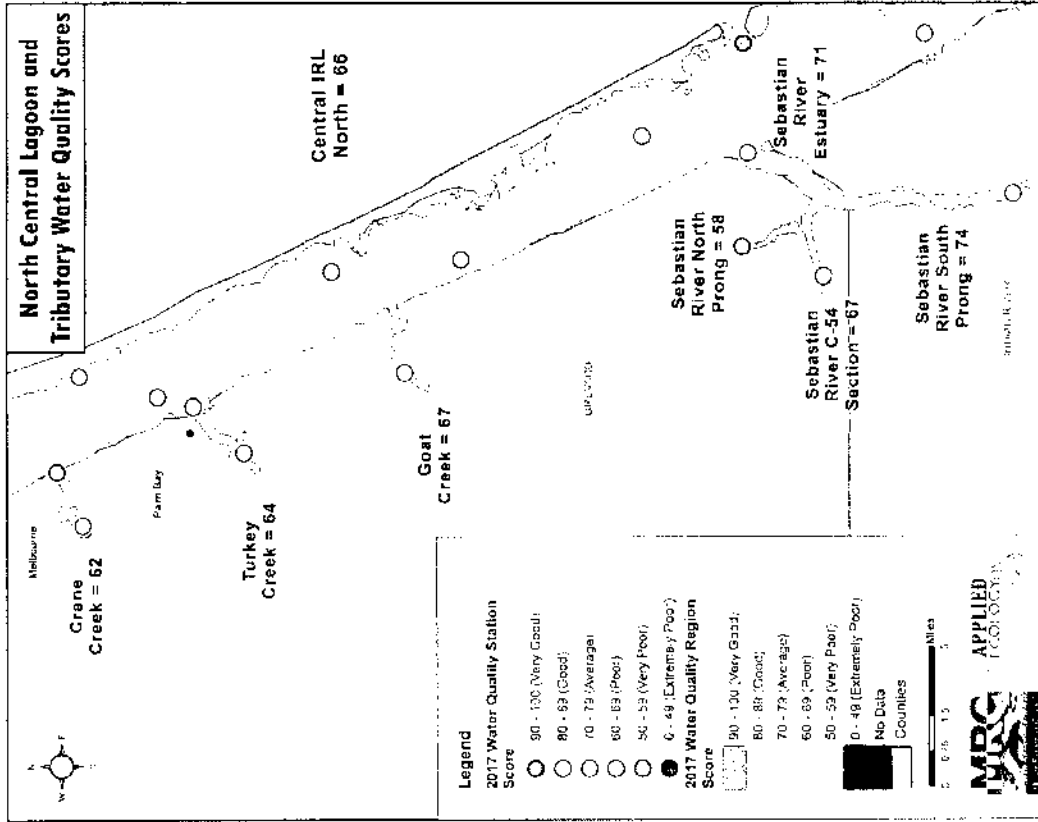 North Central Lagoon and
Tributary Water Quality Scores
Central IRL
North = 66
Melbourne
Crane
Creek = 62
Palm Bay
Turkey
Creek = 64
Goat
Creek = 67
Sebastian
River North
Prong = 58
Sebastian
River
Estuary = 71
Sebastian
River C-54
Section = 67
Sebastian
River South
Prong = 74
N
W
E
S
Legend
2017 Water Quality Station
Score
90 - 100 (Very Good)
80 - 89 (Good)
70 - 79 (Average)
60 - 69 (Poor)
50 - 59 (Very Poor)
0 - 49 (Extremely Poor)
2017 Water Quality Region
Score
90 - 100 (Very Good)
80 - 89 (Good)
70 - 79 (Average)
60 - 69 (Poor)
50 - 59 (Very Poor)
0 - 49 (Extremely Poor)
No Data
Counties
Miles
APPLIED
ECOLOGY